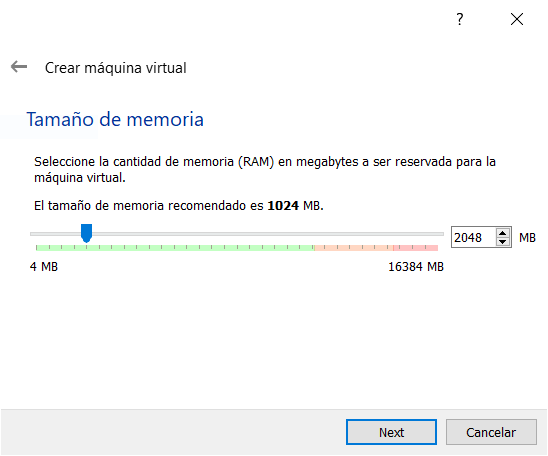 ?
Crear máquina virtual
Tamaño de memoria
Seleccione la cantidad de memoria (RAM) en megabytes a ser reservada para la
máquina virtual.
El tamaño de memoria recomendado es 1024 MB.
2048 MB
4 MB 16384 MB
Next Cancelar